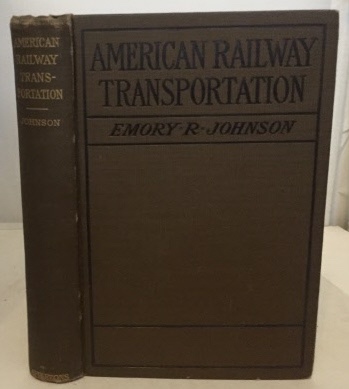 AMERICAN
RAILWAY
TRANS-
PORTATION
JOHNSON
AMERICAN RAILWAY
TRANSPORTATION
EMORY·R·JOHNSON